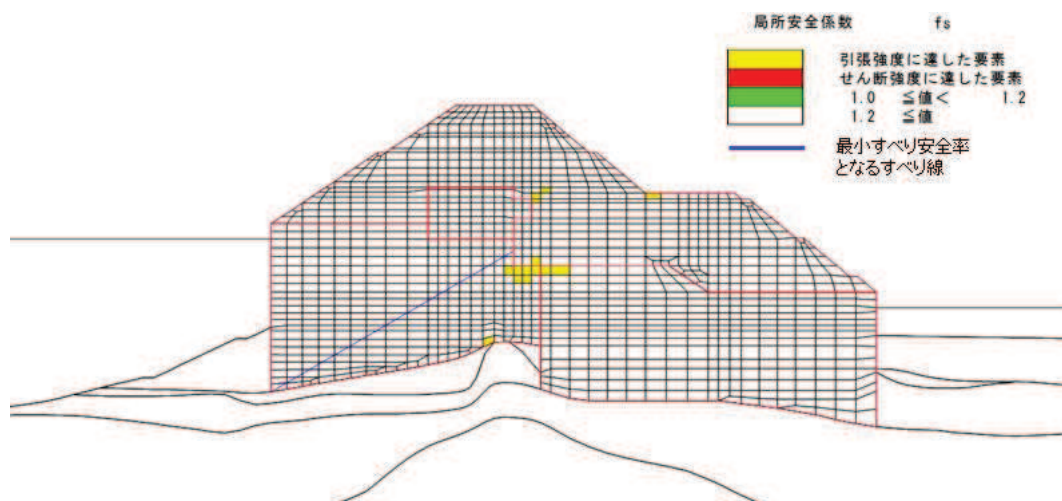 局所安全係数 fs
引張強度に達した要素
せん断強度に達した要素
1.0 ≦値< 1.2
1.2 ≦値
最小すべり安全率
となるすべり線